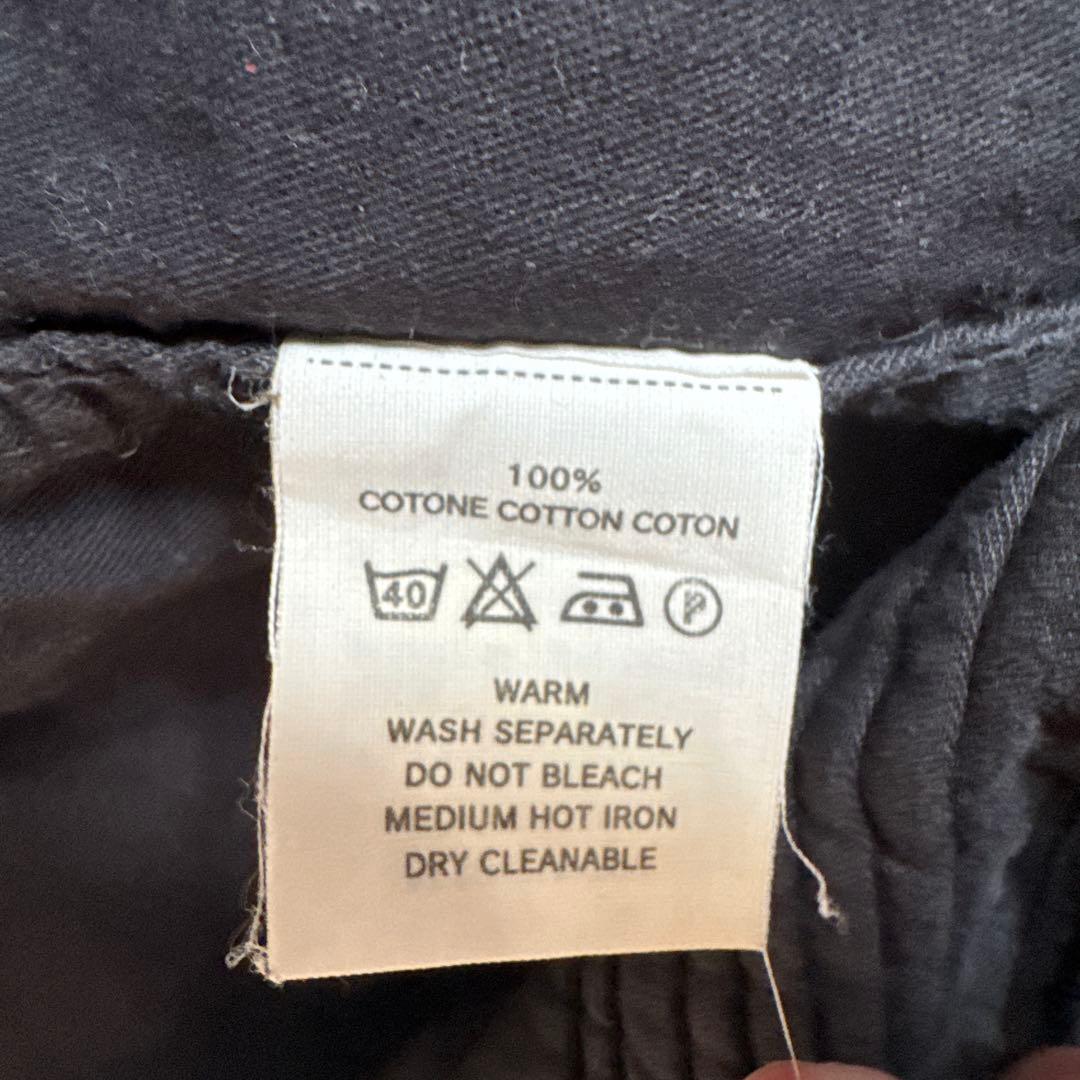 100%
COTONE COTTON COTON
40 P
WARM
WASH SEPARATELY
DO NOT BLEACH
MEDIUM HOT IRON
DRY CLEANABLE